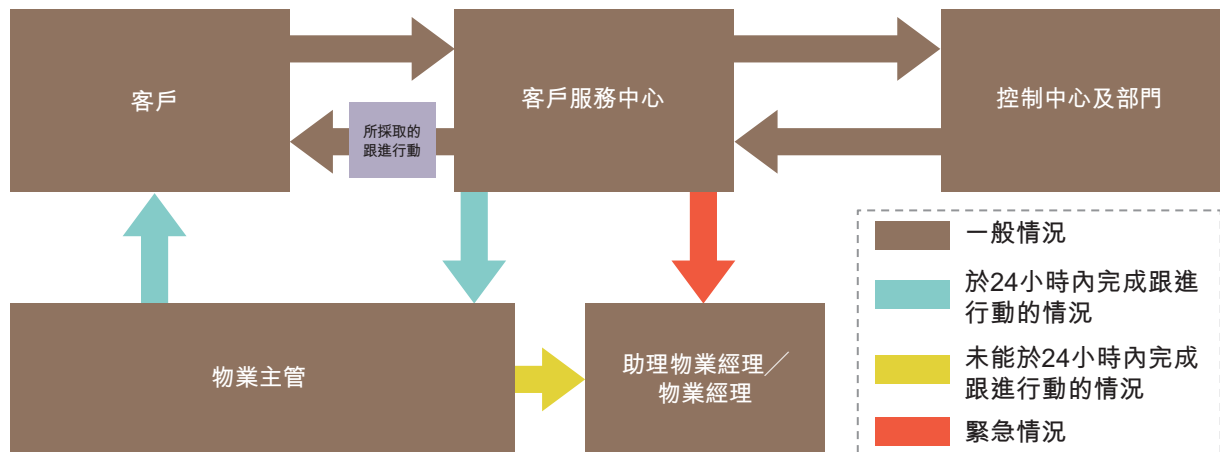 客戶
客戶服務中心
控制中心及部門
所採取的
跟進行動
物業主管
助理物業經理／
物業經理
一般情況
於24小時內完成跟進
行動的情況
未能於24小時內完成
跟進行動的情況
緊急情況